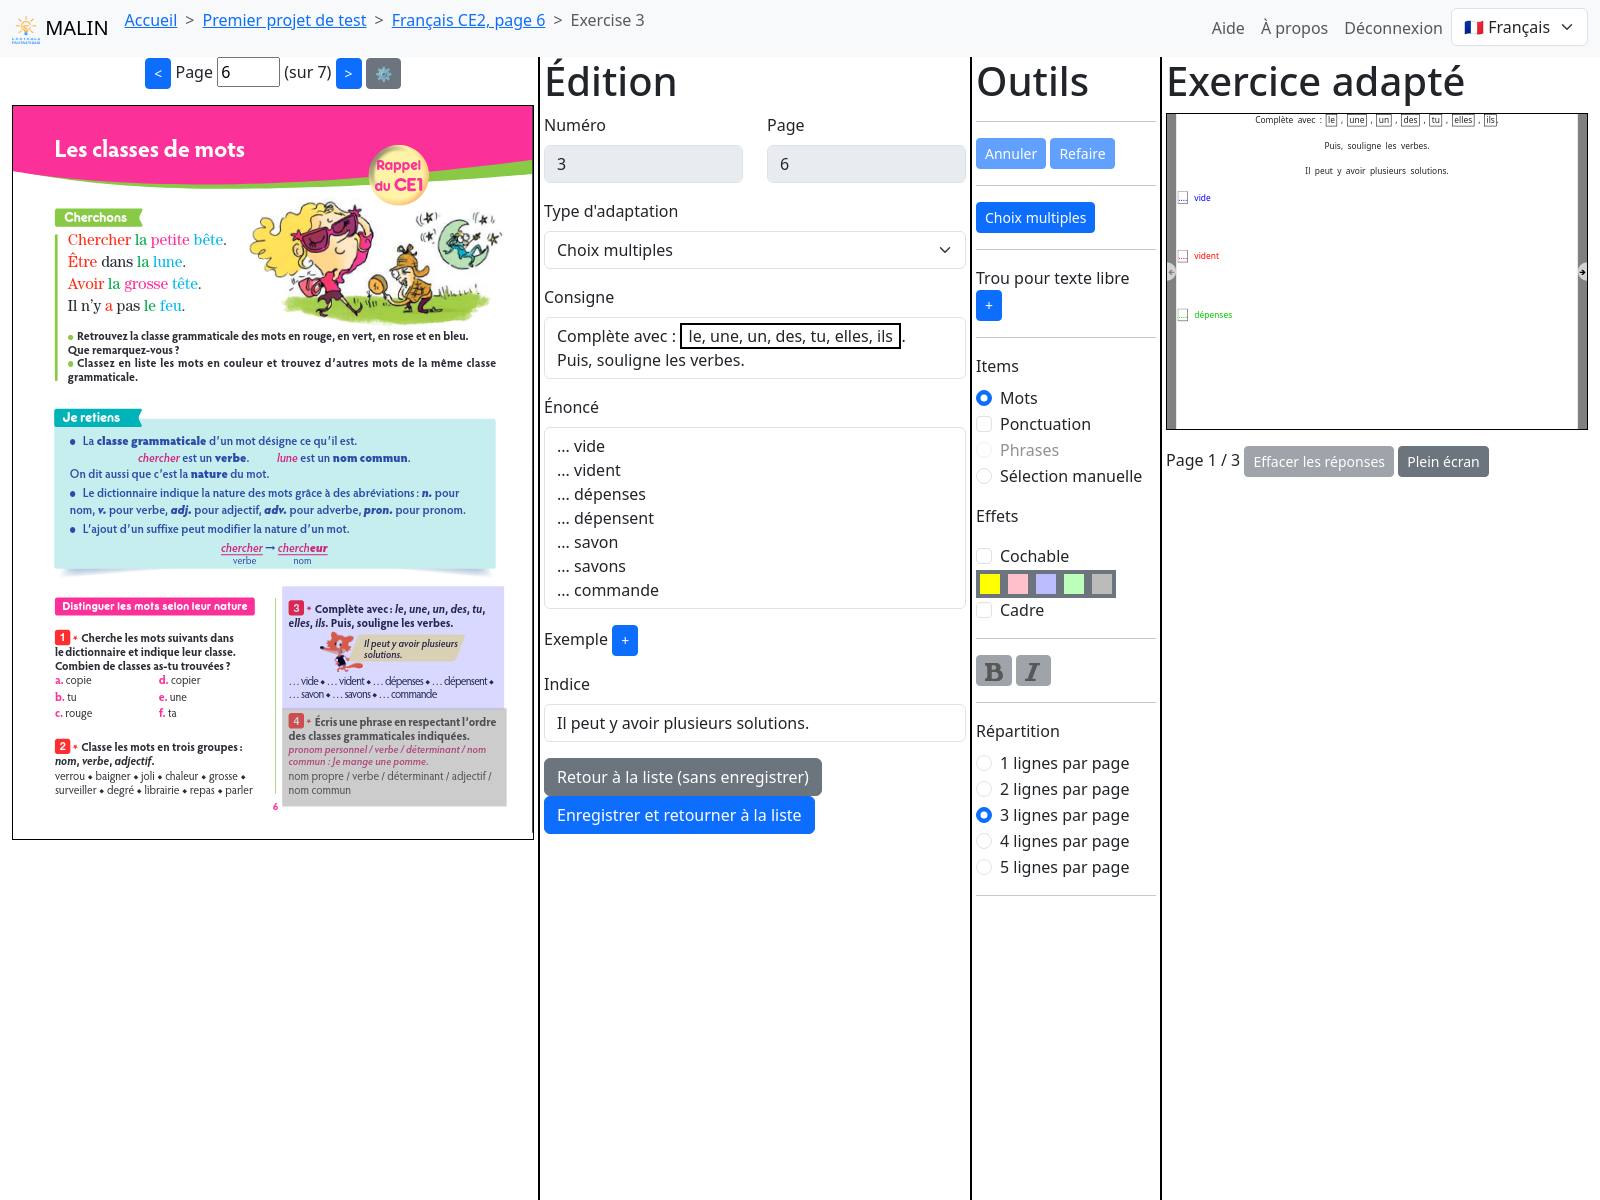 MALIN
Accueil > Premier projet de test > Français CE2, page 6 > Exercise 3
Aide À propos Déconnexion Français
< Page 6 (sur 7) >
Les classes de mots
Rappel
du CE1
Cherchons
Chercher la petite bête.
Être dans la lune.
Avoir la grosse tête.
Il n'y a pas le feu.
• Retrouvez la classe grammaticale des mots en rouge, en vert, en rose et en bleu.
Que remarquez-vous ?
• Classez en liste les mots en couleur et trouvez d'autres mots de la même classe
grammaticale.
Je retiens
• La classe grammaticale d'un mot désigne ce qu'il est.
chercher est un verbe. lune est un nom commun.
On dit aussi que c'est la nature du mot.
• Le dictionnaire indique la nature des mots grâce à des abréviations : n. pour
nom, v. pour verbe, adj. pour adjectif, adv. pour adverbe, pron. pour pronom.
• L'ajout d'un suffixe peut modifier la nature d'un mot.
chercher → chercheur
verbe nom
Distinguer les mots selon leur nature
1 * Cherche les mots suivants dans
le dictionnaire et indique leur classe.
Combien de classes as-tu trouvées ?
a. copie d. copier
b. tu e. une
c. rouge f. ta
2 * Classe les mots en trois groupes :
nom, verbe, adjectif.
verrou ◆ baigner ◆ joli ◆ chaleur ◆ grosse ◆
surveiller ◆ degré ◆ librairie ◆ repas ◆ parler
3 * Complète avec : le, une, un, des, tu,
elles, ils. Puis, souligne les verbes.
Il peut y avoir plusieurs
solutions.
... vide ◆ ... vident ◆ ... dépenses ◆ ... dépensent ◆
... savon ◆ ... savons ◆ ... commande
4 * Écris une phrase en respectant l'ordre
des classes grammaticales indiquées.
pronom personnel / verbe / déterminant / nom
commun : Je mange une pomme.
nom propre / verbe / déterminant / adjectif /
nom commun
6
Édition
Numéro Page
3 6
Type d'adaptation
Choix multiples
Consigne
Complète avec : le, une, un, des, tu, elles, ils .
Puis, souligne les verbes.
Énoncé
... vide
... vident
... dépenses
... dépensent
... savon
... savons
... commande
Exemple +
Indice
Il peut y avoir plusieurs solutions.
Retour à la liste (sans enregistrer)
Enregistrer et retourner à la liste
Outils
Annuler Refaire
Choix multiples
Trou pour texte libre
+
Items
Mots
Ponctuation
Phrases
Sélection manuelle
Effets
Cochable
Cadre
B I
Répartition
1 lignes par page
2 lignes par page
3 lignes par page
4 lignes par page
5 lignes par page
Exercice adapté
Complète avec : le , une , un , des , tu , elles , ils .
Puis, souligne les verbes.
Il peut y avoir plusieurs solutions.
.... vide
.... vident
.... dépenses
Page 1 / 3 Effacer les réponses Plein écran